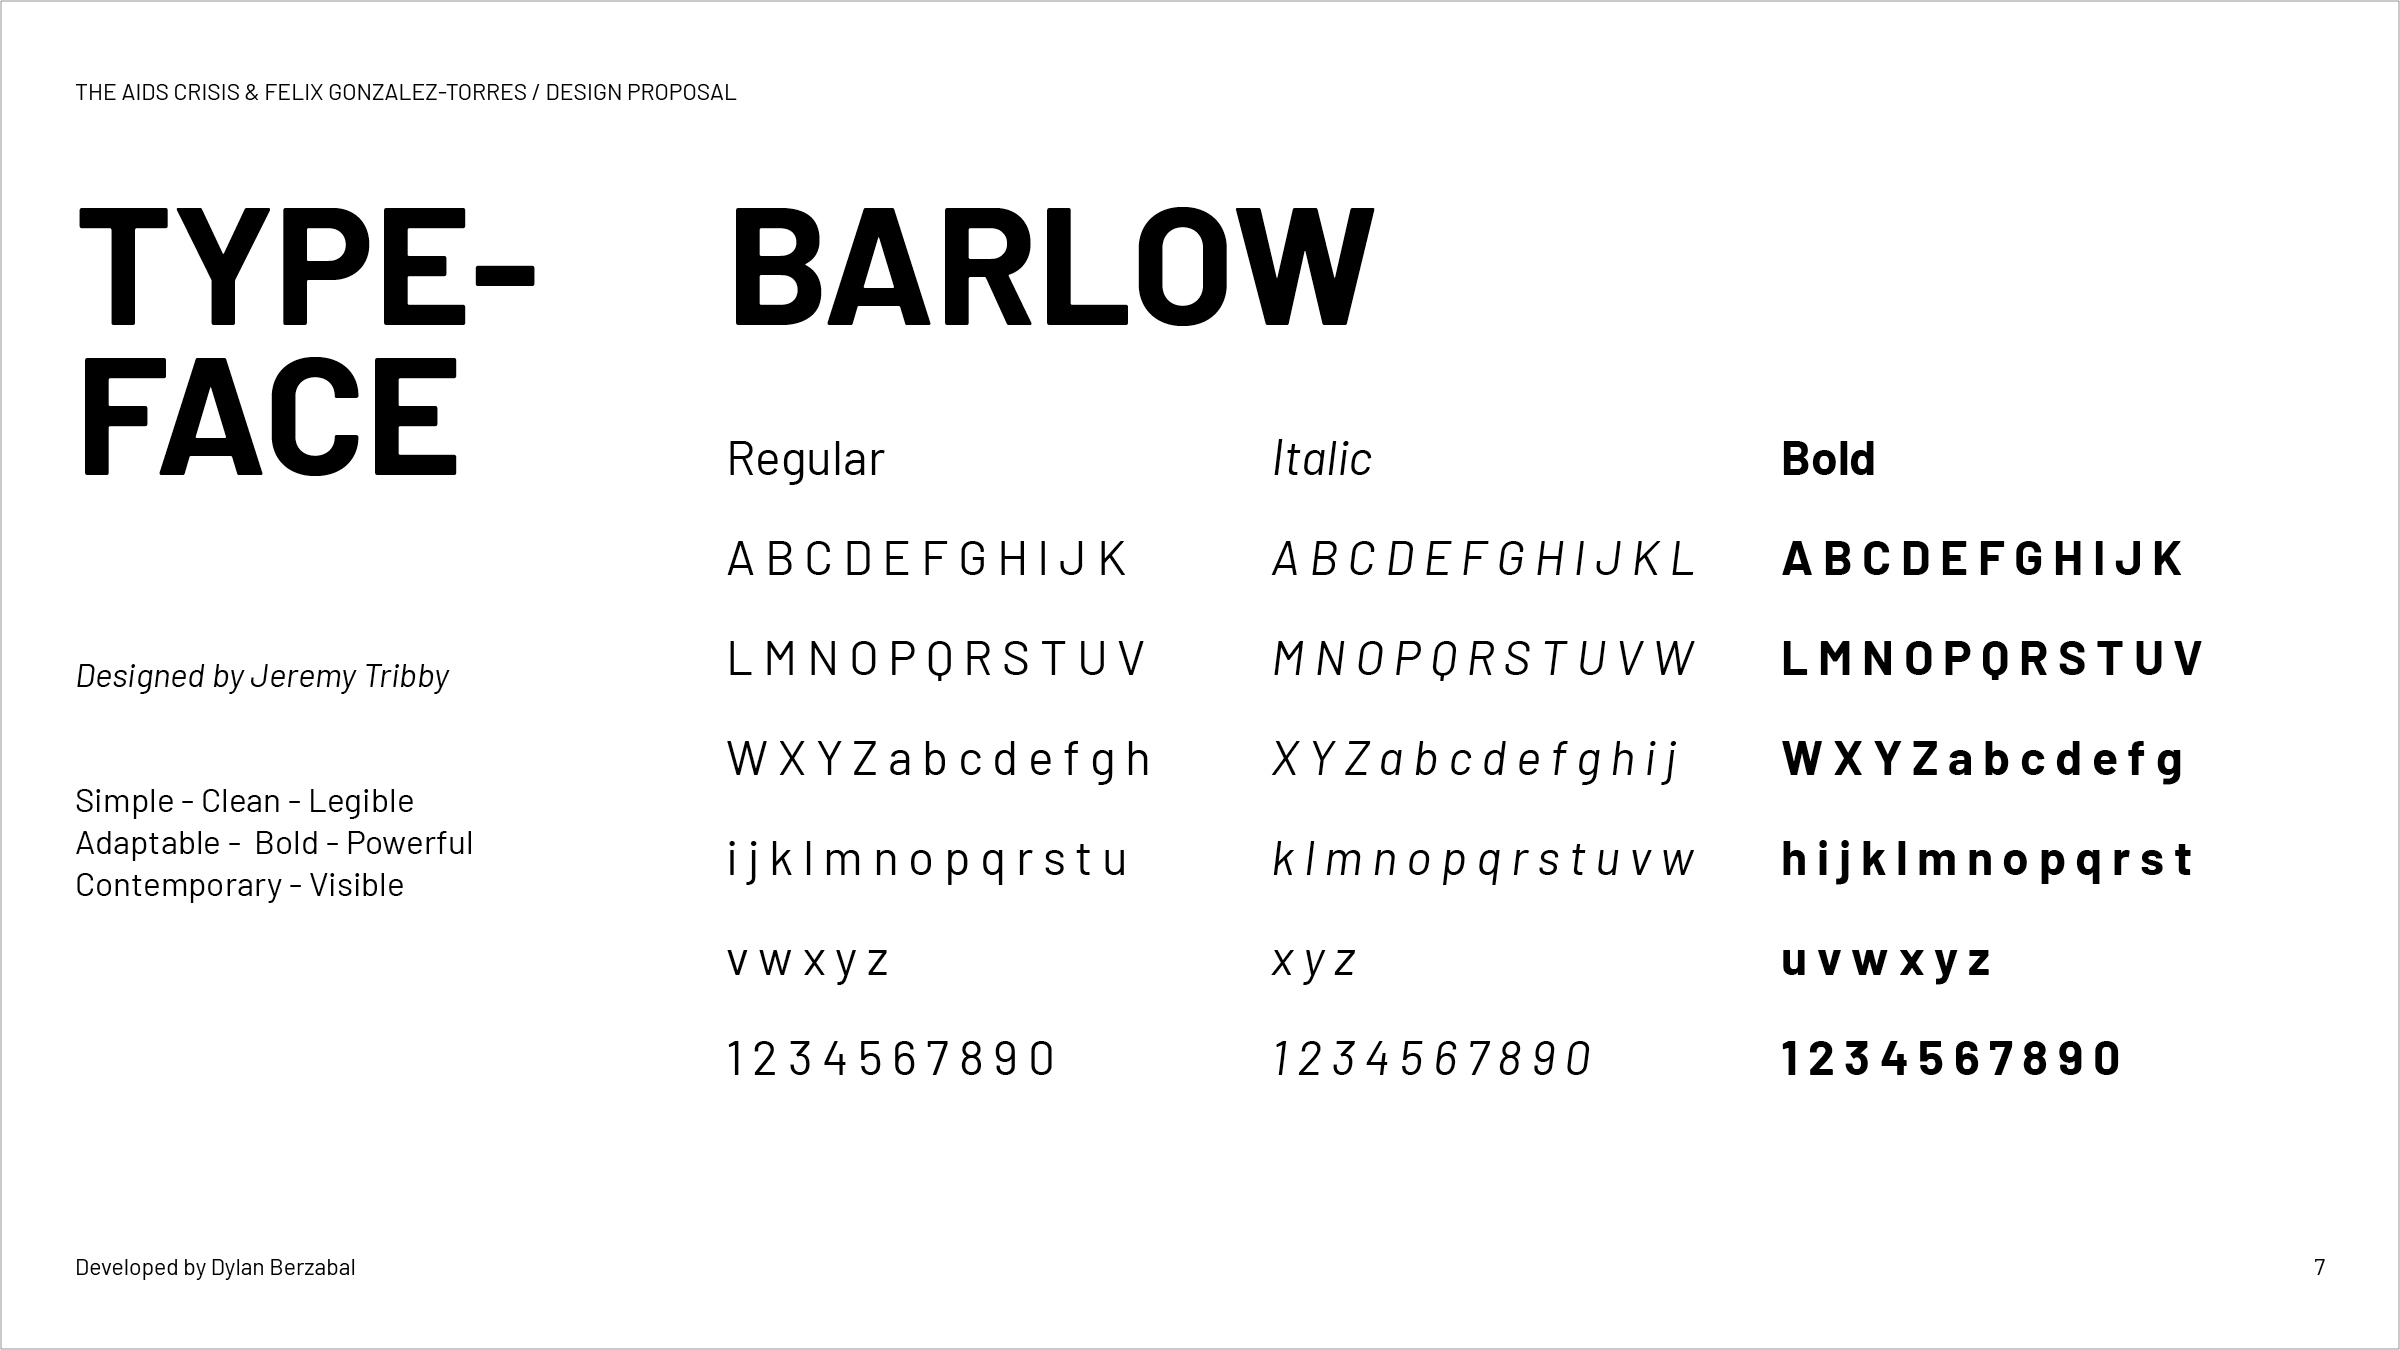 THE AIDS CRISIS & FELIX GONZALEZ-TORRES / DESIGN PROPOSAL
TYPE-
FACE
Designed by Jeremy Tribby
Simple - Clean - Legible
Adaptable -  Bold - Powerful
Contemporary - Visible
BARLOW
Regular
A B C D E F G H I J K
L M N O P Q R S T U V
W X Y Z a b c d e f g h
i j k l m n o p q r s t u
v w x y z
1 2 3 4 5 6 7 8 9 0
Italic
A B C D E F G H I J K L
M N O P Q R S T U V W
X Y Z a b c d e f g h i j
k l m n o p q r s t u v w
x y z
1 2 3 4 5 6 7 8 9 0
Bold
A B C D E F G H I J K
L M N O P Q R S T U V
W X Y Z a b c d e f g
h i j k l m n o p q r s t
u v w x y z
1 2 3 4 5 6 7 8 9 0
Developed by Dylan Berzabal
7